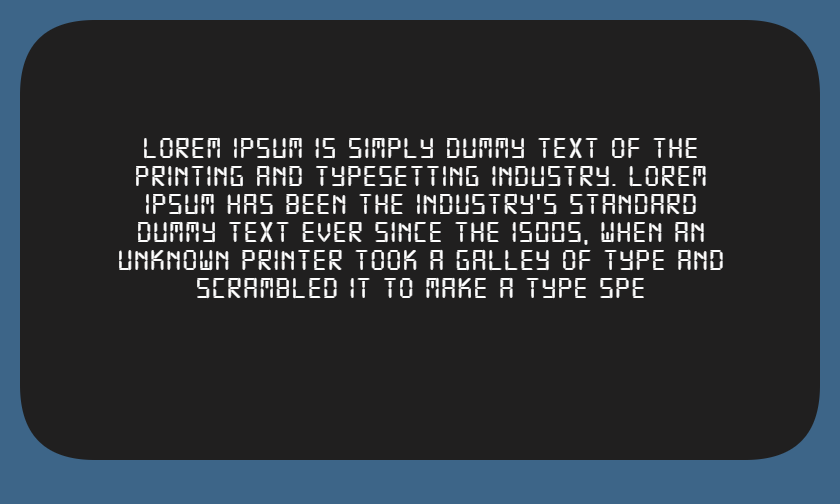 LOREM IPSUM IS SIMPLY DUMMY TEXT OF THE
PRINTING AND TYPESETTING INDUSTRY. LOREM
IPSUM HAS BEEN THE INDUSTRY'S STANDARD
DUMMY TEXT EVER SINCE THE 1500S, WHEN AN
UNKNOWN PRINTER TOOK A GALLEY OF TYPE AND
SCRAMBLED IT TO MAKE A TYPE SPE